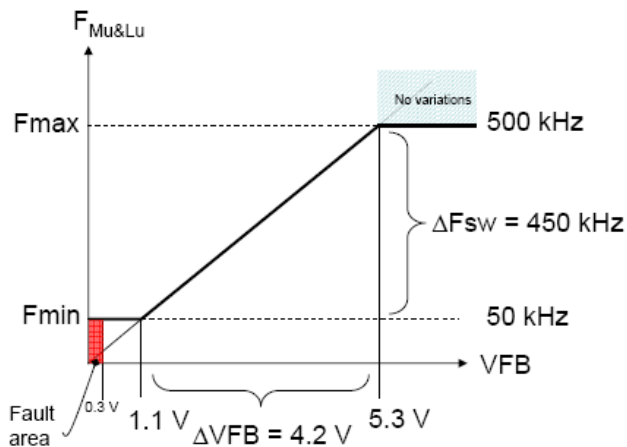 F Mu&Lu
No variations
Fmax
500 kHz
ΔFsw = 450 kHz
Fmin
50 kHz
VFB
0.3 V
1.1 V
5.3 V
ΔVFB = 4.2 V
Fault
area